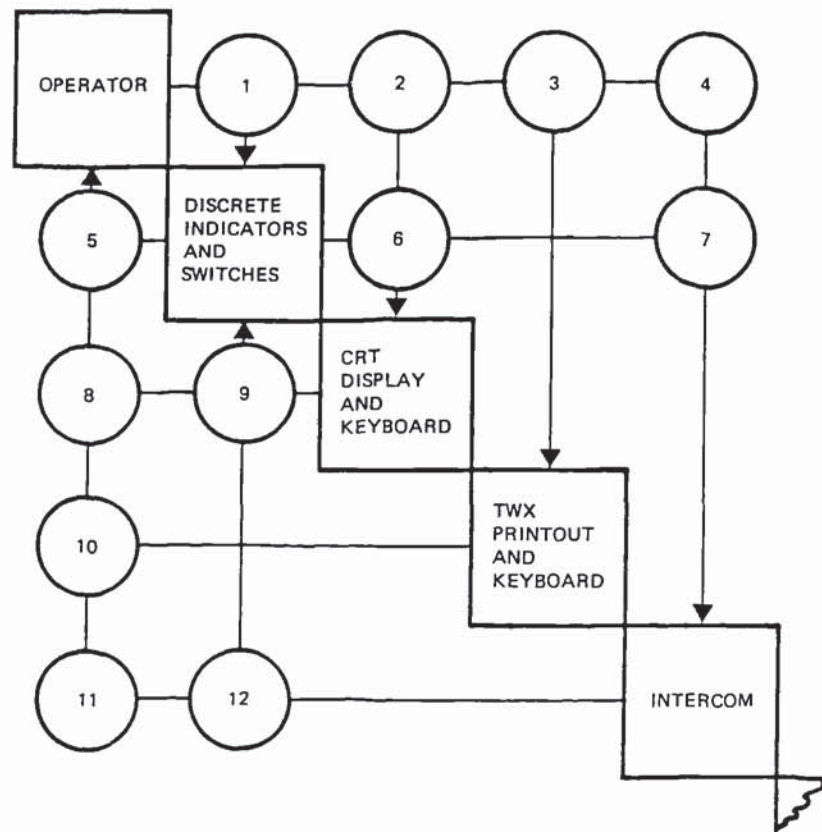 OPERATOR
1
2
3
4
5
DISCRETE
INDICATORS
AND
SWITCHES
6
7
8
9
CRT
DISPLAY
AND
KEYBOARD
10
TWX
PRINTOUT
AND
KEYBOARD
11
12
INTERCOM